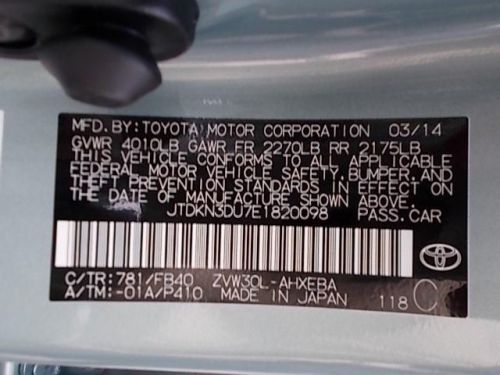 MFD. BY: TOYOTA MOTOR CORPORATION 03/14
GVWR 4010LB GAWR FR 2270LB RR 2175LB
THIS VEHICLE CONFORMS TO ALL APPLICABLE
FEDERAL MOTOR VEHICLE SAFETY, BUMPER, AND
THEFT PREVENTION STANDARDS IN EFFECT ON
THE DATE OF MANUFACTURE SHOWN ABOVE.
JTDKN3DU7E1820098 PASS.CAR
C/TR: 781/FB40 ZVW30L-AHXEBA
A/TM: -01A/P410 MADE IN JAPAN 118 C
TOYOTA